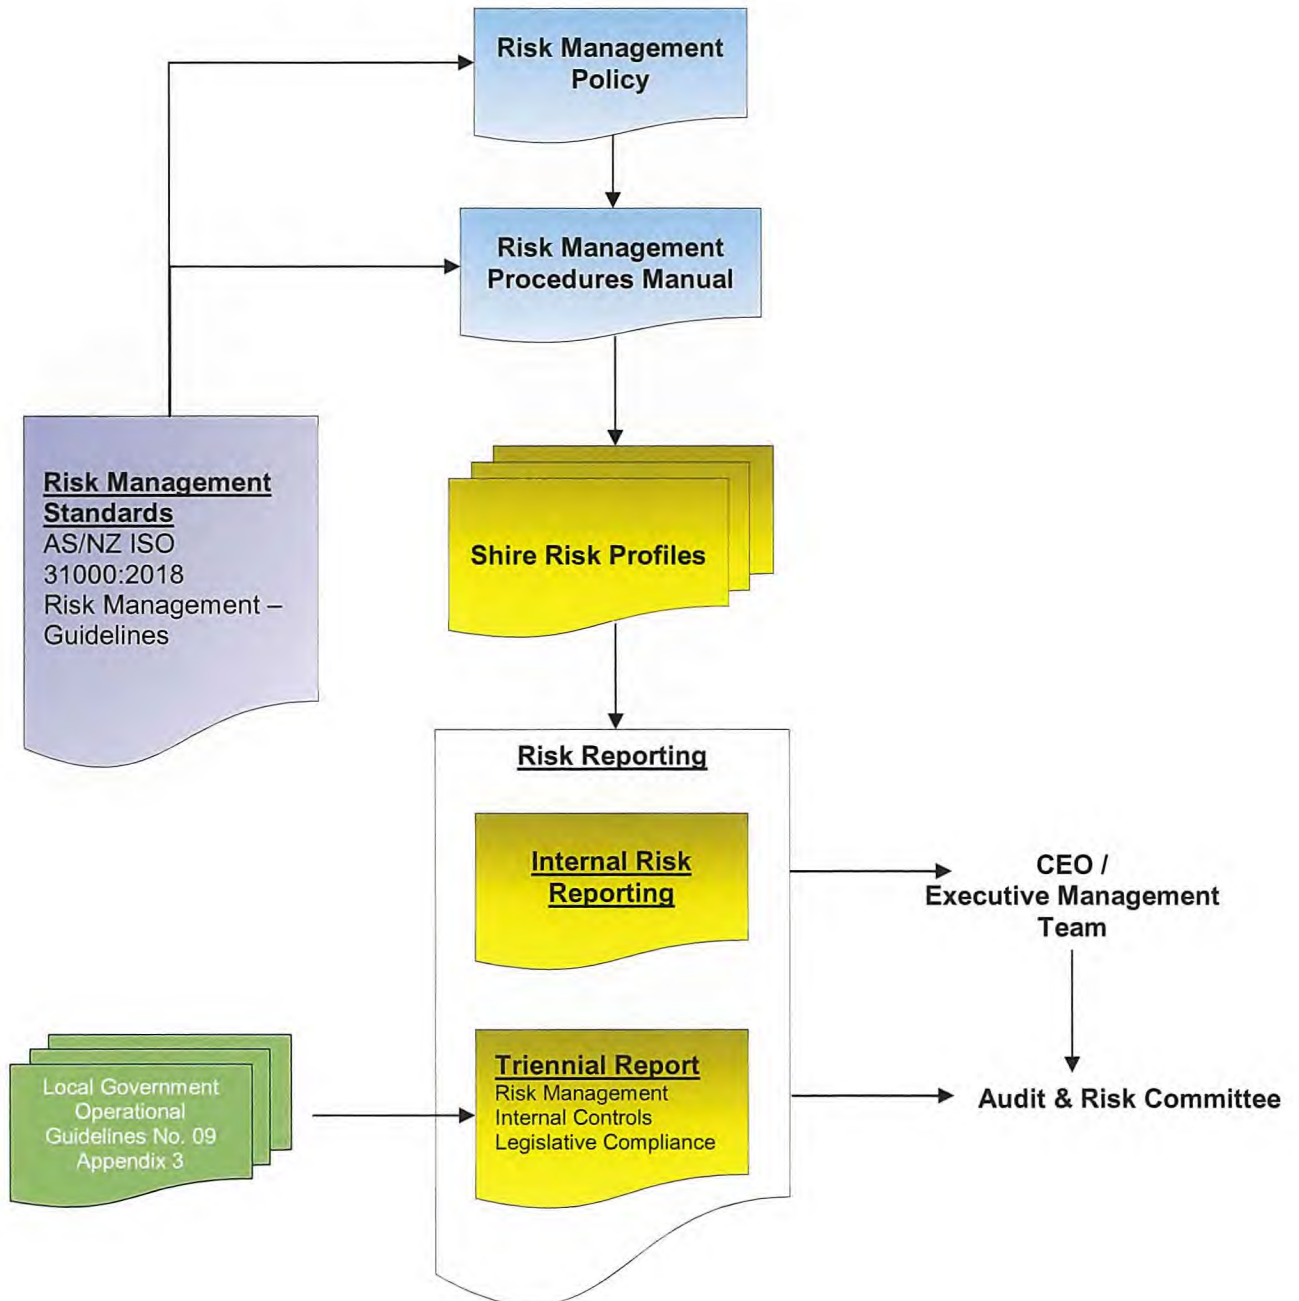 Risk Management
Policy
Risk Management
Procedures Manual
Risk Management
Standards
AS/NZ ISO
31000:2018
Risk Management –
Guidelines
Shire Risk Profiles
Risk Reporting
Internal Risk
Reporting
CEO /
Executive Management
Team
Local Government
Operational
Guidelines No. 09
Appendix 3
Triennial Report
Risk Management
Internal Controls
Legislative Compliance
Audit & Risk Committee